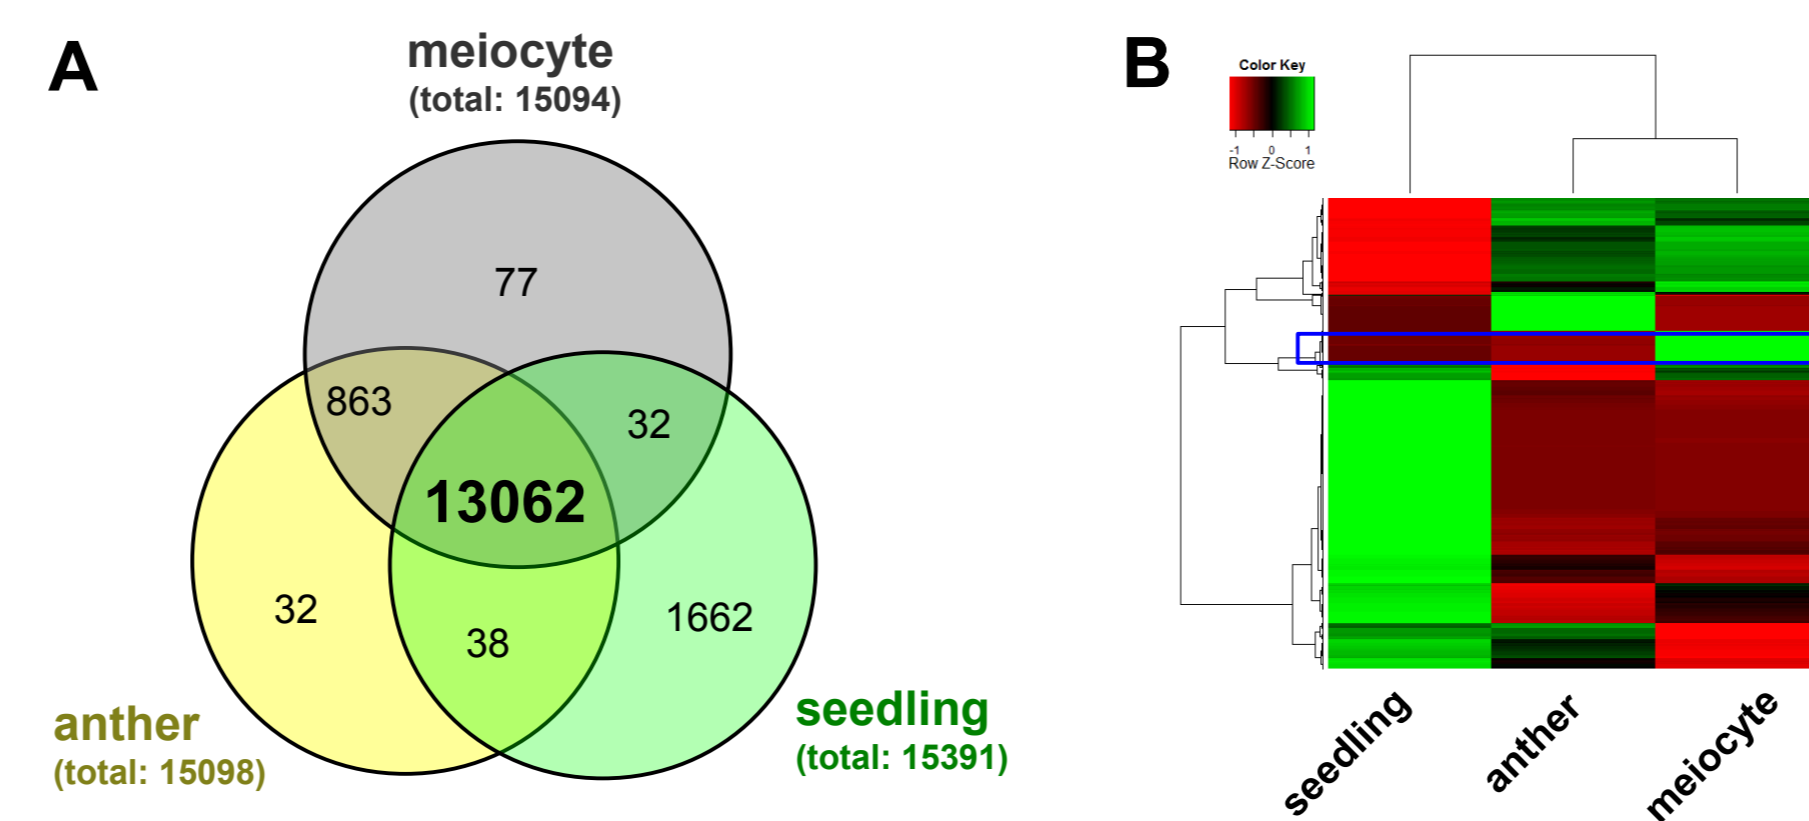 A
meiocyte
(total: 15094)
77
863
32
13062
32
38
1662
anther
(total: 15098)
seedling
(total: 15391)
B
Color Key
-1 0 1
Row Z-Score
seedling
anther
meiocyte